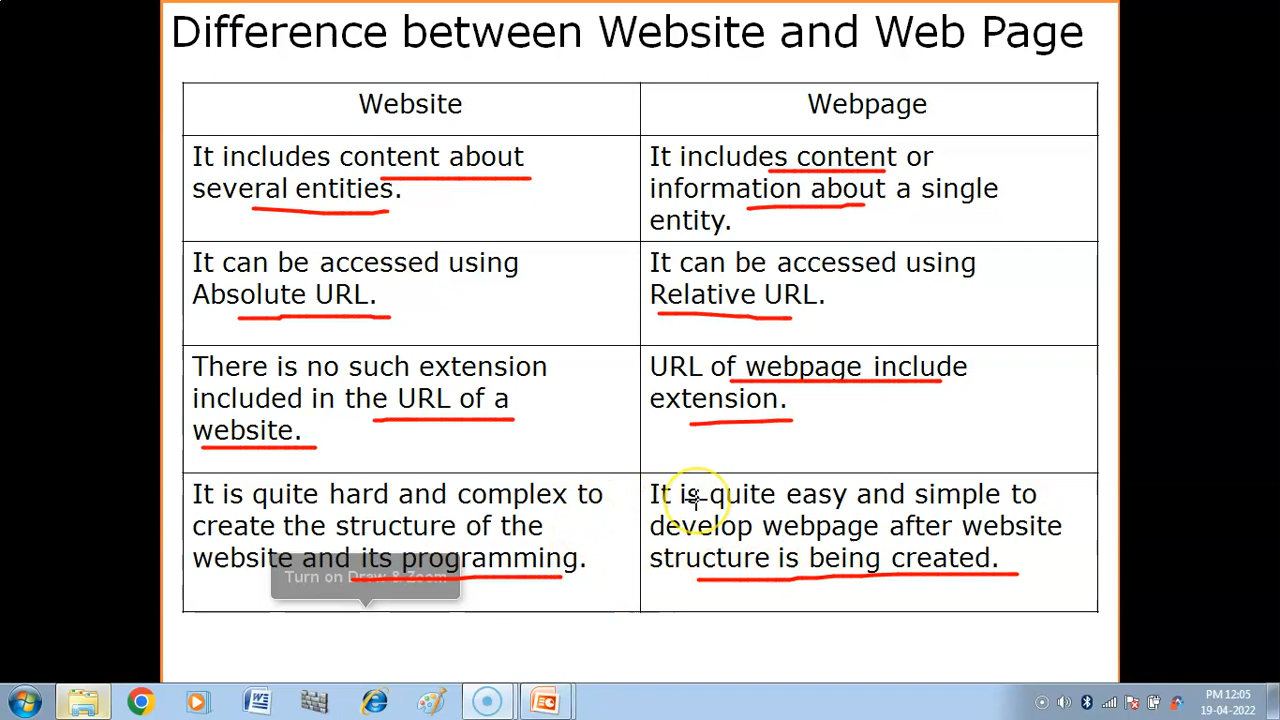 Difference between Website and Web Page
Website
Webpage
It includes content about
several entities.
It includes content or
information about a single
entity.
It can be accessed using
Absolute URL.
It can be accessed using
Relative URL.
There is no such extension
included in the URL of a
website.
URL of webpage include
extension.
It is quite hard and complex to
create the structure of the
website and its programming.
It is quite easy and simple to
develop webpage after website
structure is being created.
Turn on Draw & Zoom
PM 12:05
19-04-2022